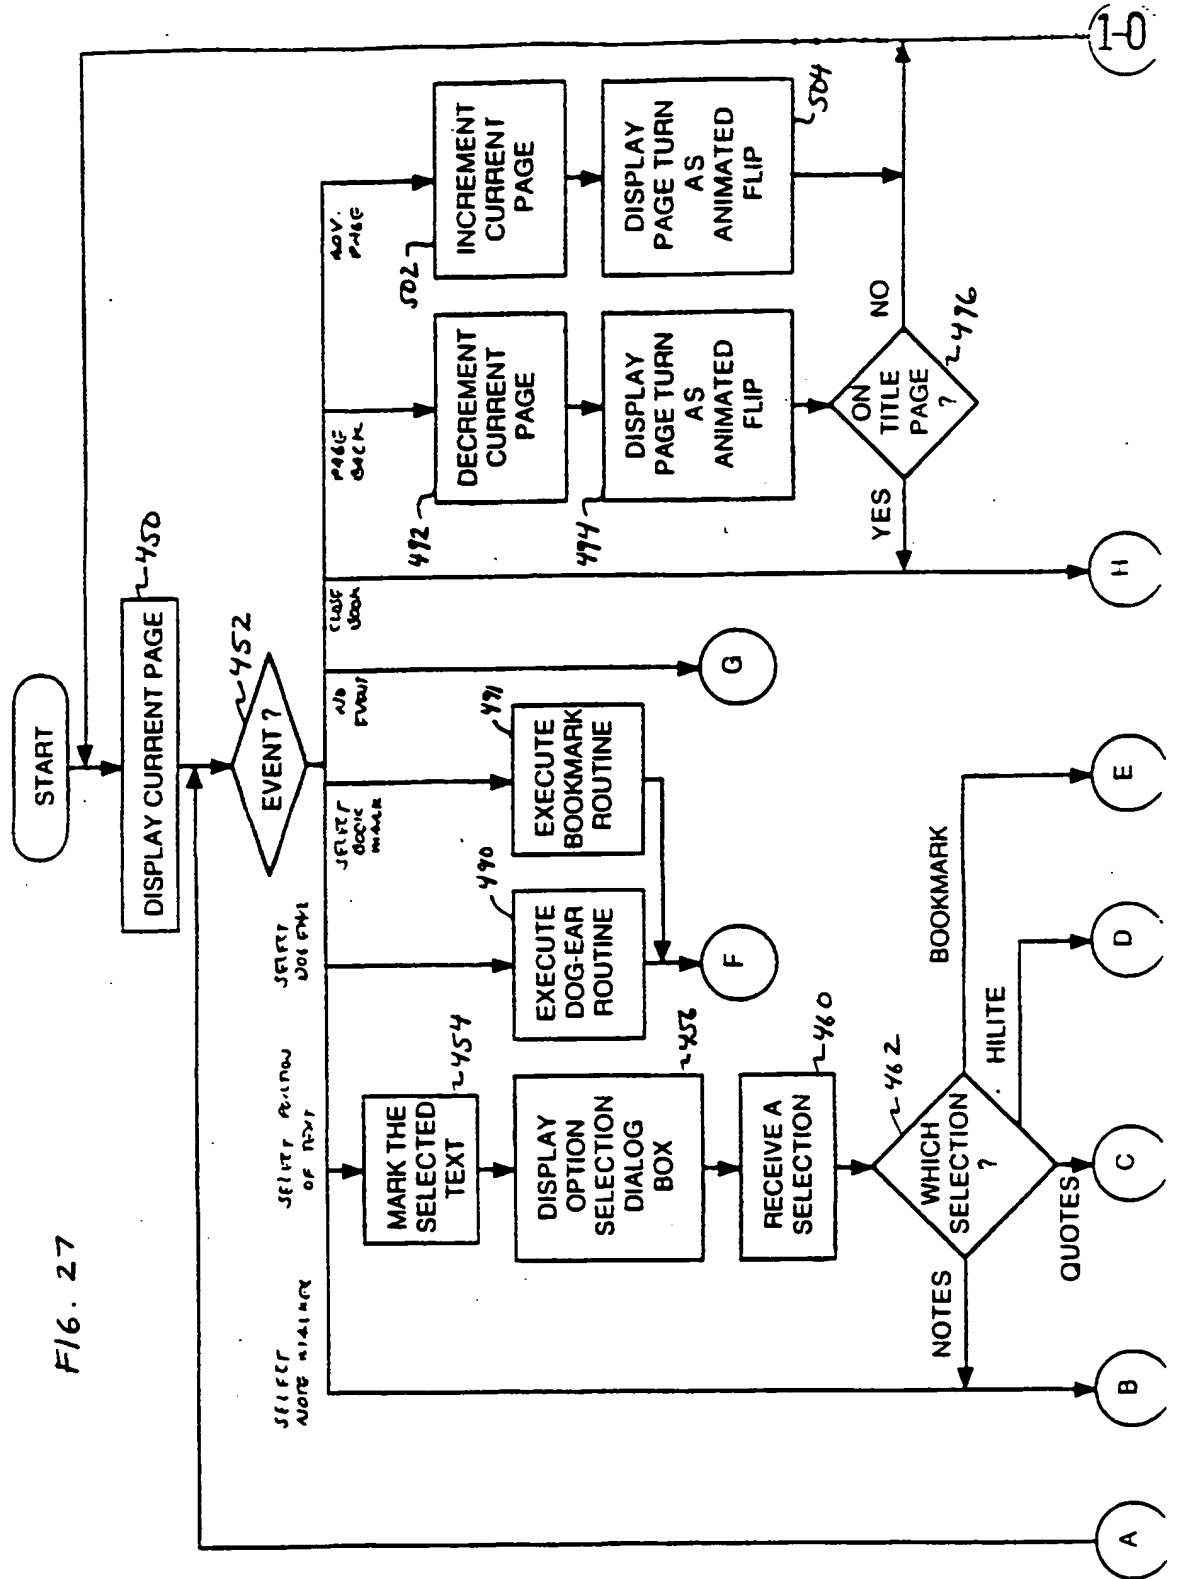 FIG. 27
START
DISPLAY CURRENT PAGE
450
EVENT ?
452
SELECT
NOTE MARKER
SELECT PORTION
OF TEXT
SELECT
DOG EAR
SELECT
BOOK
MARK
NO
EVENT
CLOSE
BOOK
PAGE
BACK
ADV.
PAGE
MARK THE
SELECTED
TEXT
454
DISPLAY
OPTION
SELECTION
DIALOG
BOX
456
RECEIVE A
SELECTION
460
WHICH
SELECTION
?
462
NOTES
QUOTES
HILITE
BOOKMARK
EXECUTE
DOG-EAR
ROUTINE
490
EXECUTE
BOOKMARK
ROUTINE
491
DECREMENT
CURRENT
PAGE
492
DISPLAY
PAGE TURN
AS
ANIMATED
FLIP
494
ON
TITLE
PAGE
?
496
YES
NO
INCREMENT
CURRENT
PAGE
502
DISPLAY
PAGE TURN
AS
ANIMATED
FLIP
504
A
B
C
D
E
F
G
H
1-0